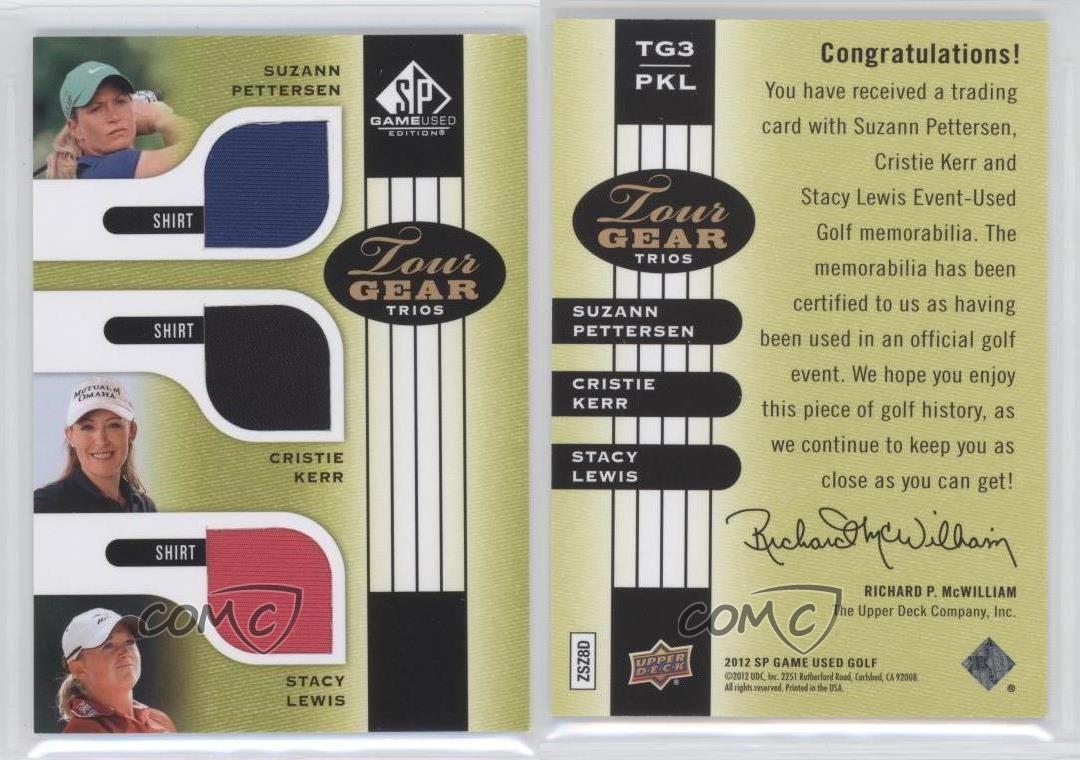 SUZANN
PETTERSEN
SP
GAMEUSED
EDITION®
SHIRT
Tour
GEAR
TRIOS
SHIRT
MUTUAL of
OMAHA
CRISTIE
KERR
SHIRT
STACY
LEWIS
COMC
TG3
PKL
Tour
GEAR
TRIOS
SUZANN
PETTERSEN
CRISTIE
KERR
STACY
LEWIS
Congratulations!
You have received a trading
card with Suzann Pettersen,
Cristie Kerr and
Stacy Lewis Event-Used
Golf memorabilia. The
memorabilia has been
certified to us as having
been used in an official golf
event. We hope you enjoy
this piece of golf history, as
we continue to keep you as
close as you can get!
Richard McWilliam
RICHARD P. McWILLIAM
The Upper Deck Company, Inc.
COMC
ZSZ8D
UPPER
DECK
®
2012 SP GAME USED GOLF
©2012 UDC, Inc. 2251 Rutherford Road, Carlsbad, CA 92008.
All rights reserved. Printed in the USA.
®